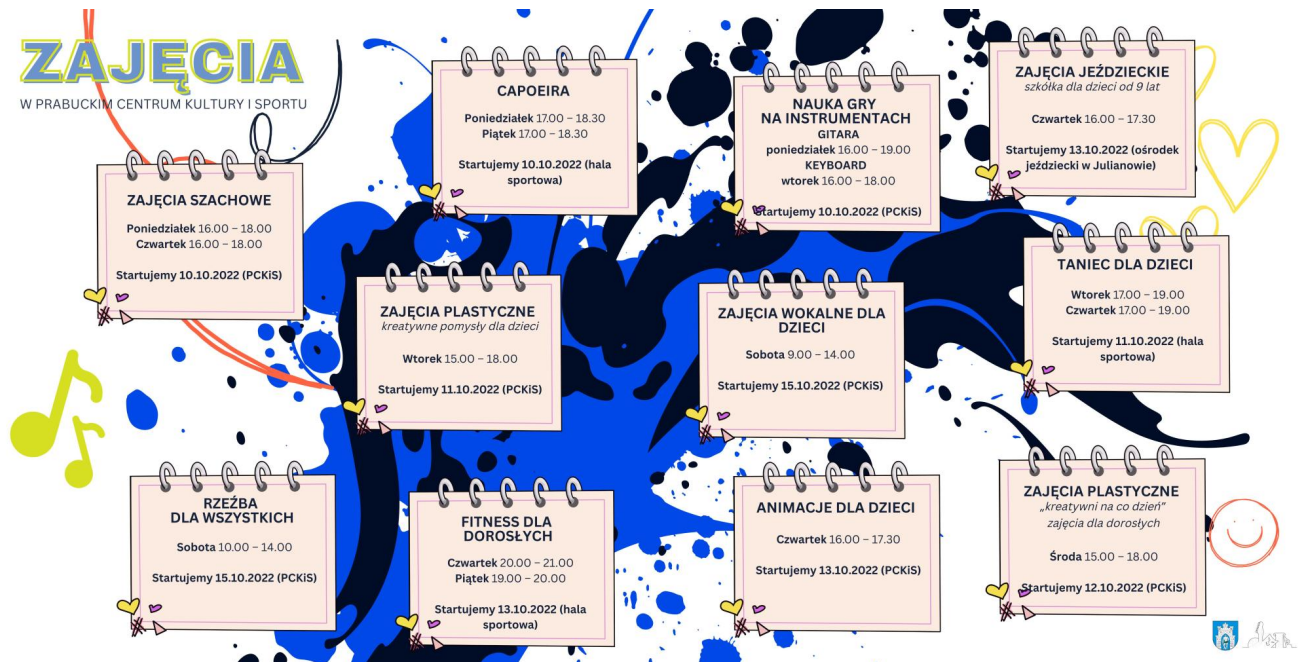 ZAJĘCIA
W PRABUCKIM CENTRUM KULTURY I SPORTU
ZAJĘCIA SZACHOWE
Poniedziałek 16.00 – 18.00
Czwartek 16.00 – 18.00
Startujemy 10.10.2022 (PCKiS)
CAPOEIRA
Poniedziałek 17.00 – 18.30
Piątek 17.00 – 18.30
Startujemy 10.10.2022 (hala
sportowa)
NAUKA GRY
NA INSTRUMENTACH
GITARA
poniedziałek 16.00 – 19.00
KEYBOARD
wtorek 16.00 – 18.00
Startujemy 10.10.2022 (PCKiS)
ZAJĘCIA JEŹDZIECKIE
szkółka dla dzieci od 9 lat
Czwartek 16.00 – 17.30
Startujemy 13.10.2022 (ośrodek
jeździecki w Julianowie)
ZAJĘCIA PLASTYCZNE
kreatywne pomysły dla dzieci
Wtorek 15.00 – 18.00
Startujemy 11.10.2022 (PCKiS)
ZAJĘCIA WOKALNE DLA
DZIECI
Sobota 9.00 – 14.00
Startujemy 15.10.2022 (PCKiS)
TANIEC DLA DZIECI
Wtorek 17.00 – 19.00
Czwartek 17.00 – 19.00
Startujemy 11.10.2022 (hala
sportowa)
RZEŹBA
DLA WSZYSTKICH
Sobota 10.00 – 14.00
Startujemy 15.10.2022 (PCKiS)
FITNESS DLA
DOROSŁYCH
Czwartek 20.00 – 21.00
Piątek 19.00 – 20.00
Startujemy 13.10.2022 (hala
sportowa)
ANIMACJE DLA DZIECI
Czwartek 16.00 – 17.30
Startujemy 13.10.2022 (PCKiS)
ZAJĘCIA PLASTYCZNE
„kreatywni na co dzień”
zajęcia dla dorosłych
Środa 15.00 – 18.00
Startujemy 12.10.2022 (PCKiS)